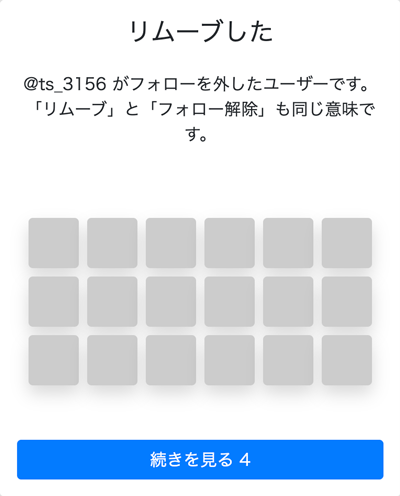 リムーブした
@ts_3156 がフォローを外したユーザーです。
「リムーブ」と「フォロー解除」も同じ意味で
す。
続きを見る 4